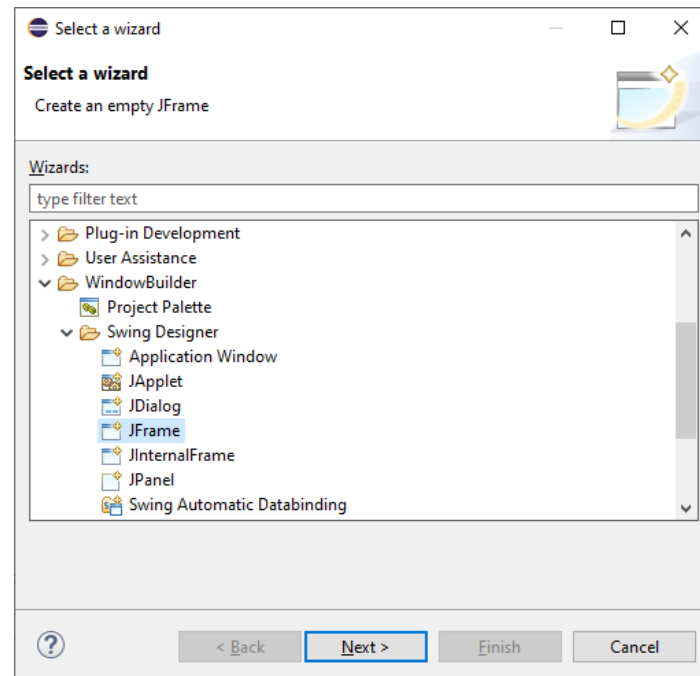 Select a wizard
Select a wizard
Create an empty JFrame
Wizards:
type filter text
Plug-in Development
User Assistance
WindowBuilder
Project Palette
Swing Designer
Application Window
JApplet
JDialog
JFrame
JInternalFrame
JPanel
Swing Automatic Databinding
? < Back Next > Finish Cancel